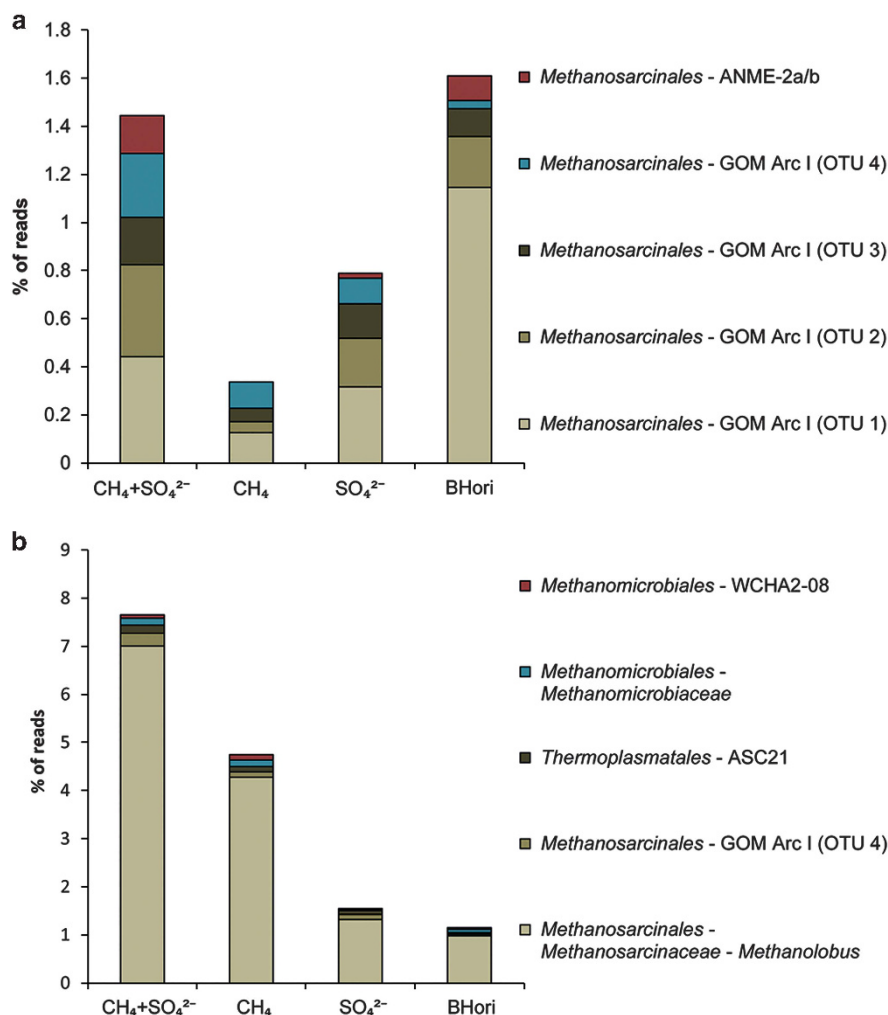 a
1.8
1.6
1.4
1.2
1
0.8
0.6
0.4
0.2
0
% of reads
CH₄+SO₄²⁻
CH₄
SO₄²⁻
BHori
Methanosarcinales - ANME-2a/b
Methanosarcinales - GOM Arc I (OTU 4)
Methanosarcinales - GOM Arc I (OTU 3)
Methanosarcinales - GOM Arc I (OTU 2)
Methanosarcinales - GOM Arc I (OTU 1)
b
9
8
7
6
5
4
3
2
1
0
% of reads
CH₄+SO₄²⁻
CH₄
SO₄²⁻
BHori
Methanomicrobiales - WCHA2-08
Methanomicrobiales -
Methanomicrobiaceae
Thermoplasmatales - ASC21
Methanosarcinales - GOM Arc I (OTU 4)
Methanosarcinales -
Methanosarcinaceae - Methanolobus